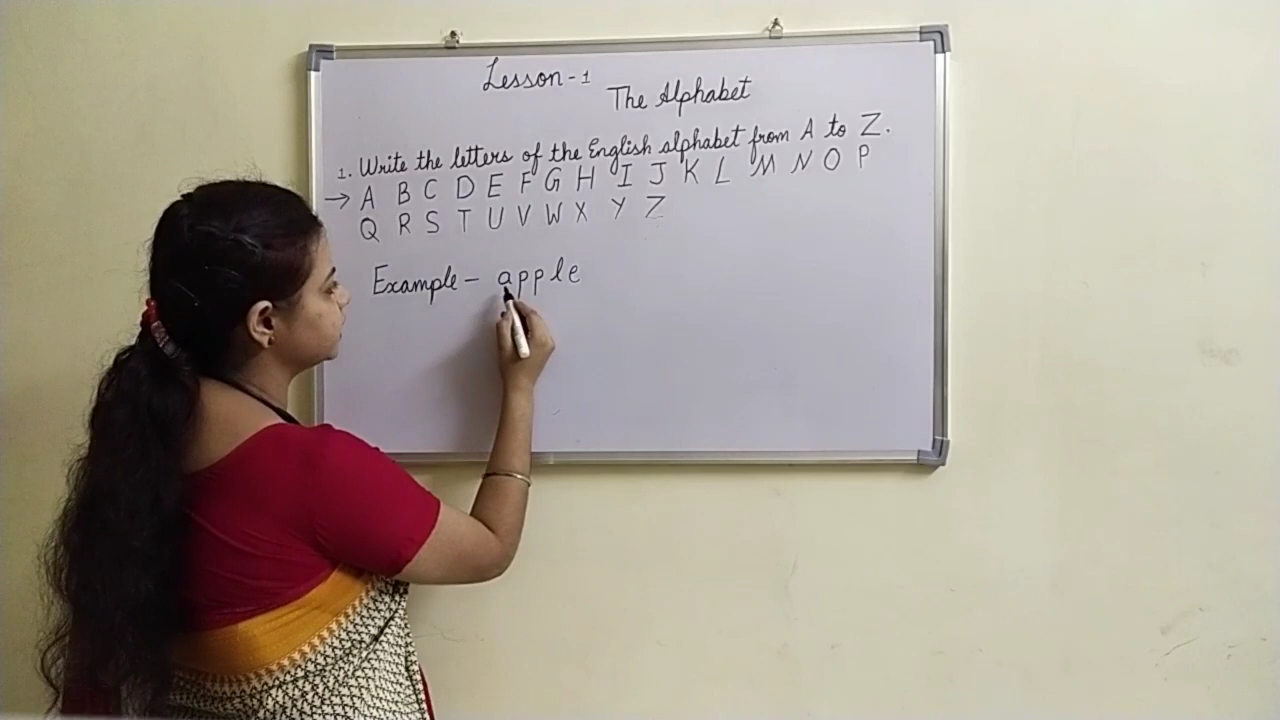 Lesson-1
The Alphabet
1. Write the letters of the English alphabet from A to Z.
→ A B C D E F G H I J K L M N O P
Q R S T U V W X Y Z
Example - apple